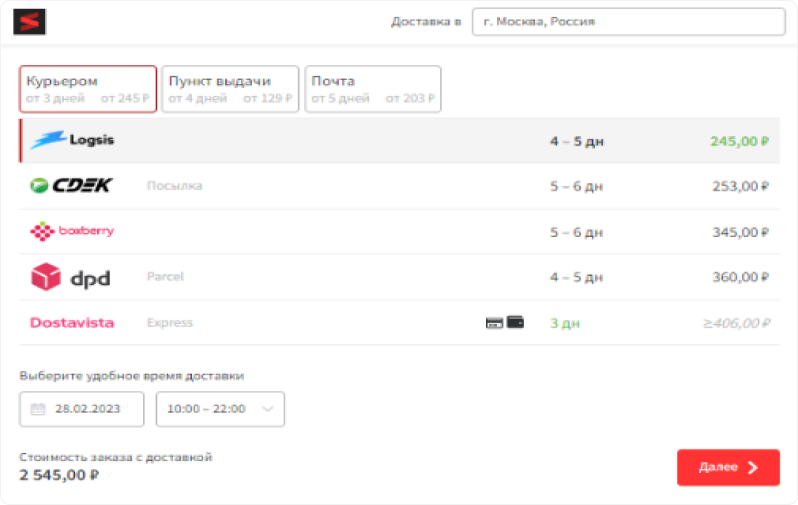 Доставка в г. Москва, Россия
Курьером
от 3 дней от 245 ₽
Пункт выдачи
от 4 дней от 129 ₽
Почта
от 5 дней от 203 ₽
Logsis 4 – 5 дн 245,00 ₽
CDEK Посылка 5 – 6 дн 253,00 ₽
boxberry 5 – 6 дн 345,00 ₽
dpd Parcel 4 – 5 дн 360,00 ₽
Dostavista Express 3 дн ≥406,00 ₽
Выберите удобное время доставки
28.02.2023 10:00 – 22:00
Стоимость заказа с доставкой
2 545,00 ₽
Далее